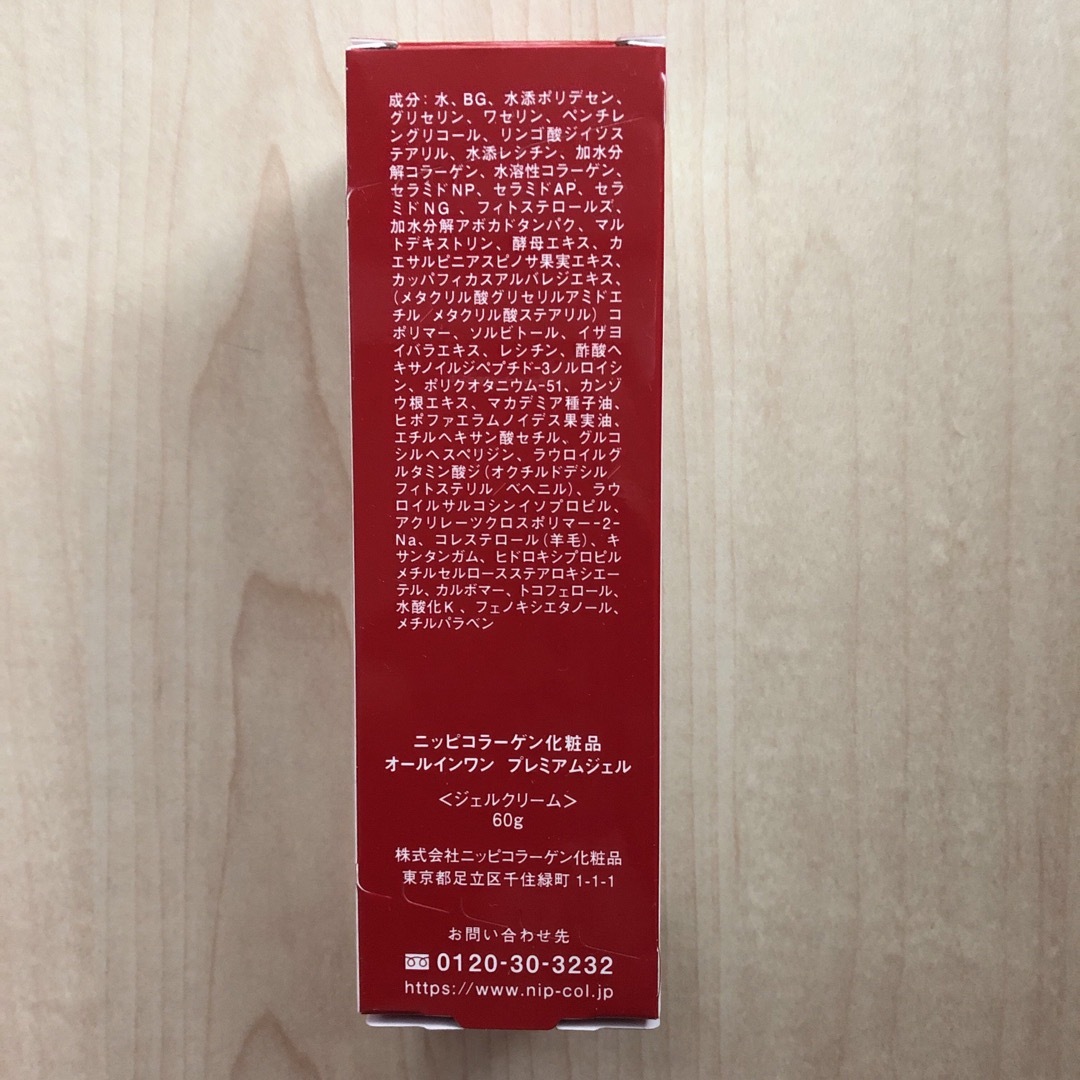 成分：水、BG、水添ポリデセン、
グリセリン、ワセリン、ペンチレ
ングリコール、リンゴ酸ジイソス
テアリル、水添レシチン、加水分
解コラーゲン、水溶性コラーゲン、
セラミドNP、セラミドAP、セラ
ミドNG 、フィトステロールズ、
加水分解アボカドタンパク、マル
トデキストリン、酵母エキス、カ
エサルピニアスピノサ果実エキス、
カッパフィカスアルバレジエキス、
(メタクリル酸グリセリルアミドエ
チル／メタクリル酸ステアリル) コ
ポリマー、ソルビトール、イザヨ
イバラエキス、レシチン、酢酸ヘ
キサノイルジペプチド-3ノルロイシ
ン、ポリクオタニウム-51、カンゾ
ウ根エキス、マカデミア種子油、
ヒポファエラムノイデス果実油、
エチルヘキサン酸セチル、グルコ
シルヘスペリジン、ラウロイルグ
ルタミン酸ジ(オクチルドデシル／
フィトステリル／ベヘニル)、ラウ
ロイルサルコシンイソプロピル、
アクリレーツクロスポリマー-2-
Na、コレステロール(羊毛)、キ
サンタンガム、ヒドロキシプロピル
メチルセルロースステアロキシエー
テル、カルボマー、トコフェロール、
水酸化K 、フェノキシエタノール、
メチルパラベン
ニッピコラーゲン化粧品
オールインワン プレミアムジェル
＜ジェルクリーム＞
60g
株式会社ニッピコラーゲン化粧品
東京都足立区千住緑町 1-1-1
お問い合わせ先
0120-30-3232
https://www.nip-col.jp